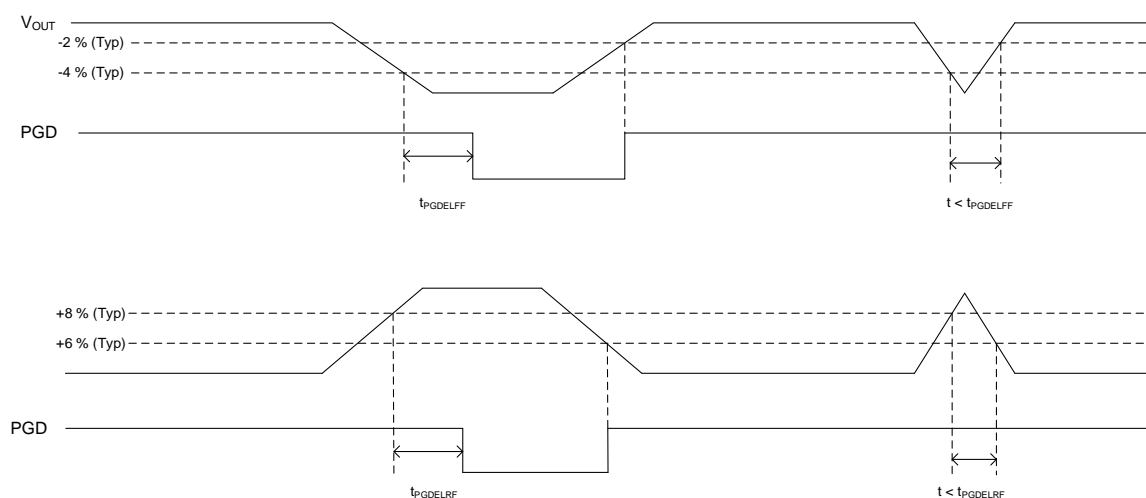 VOUT
-2 % (Typ)
-4 % (Typ)
PGD
tPGDELFF
t < tPGDELFF
+8 % (Typ)
+6 % (Typ)
PGD
tPGDELRF
t < tPGDELRF